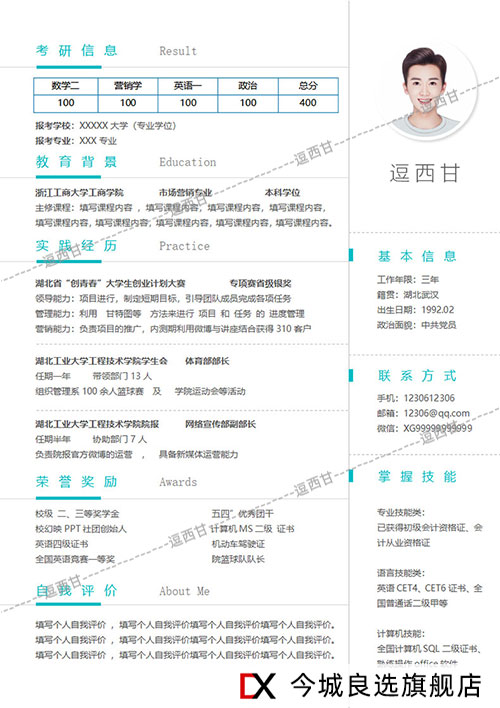 考研信息 Result
数学二 营销学 英语一 政治 总分
100 100 100 100 400
报考学校：XXXXX 大学（专业学位）
报考专业：XXX 专业
教育背景 Education
浙江工商大学工商学院 市场营销专业 本科学位
主修课程：填写课程内容 ，填写课程内容，填写课程内容，填写课程内容，
填写课程内容，填写课程内容，填写课程内容，填写课程内容，填写课程内容。
实践经历 Practice
湖北省“创青春”大学生创业计划大赛 专项赛省级银奖
领导能力：项目进行，制定短期目标，引导团队成员完成各项任务
管理能力：利用 甘特图等 方法来进行 项目 和 任务 的 进度管理
营销能力：负责项目的推广，内测期利用微博与讲座结合获得 310 客户
湖北工业大学工程技术学院学生会 体育部部长
任期一年 带领部门 13 人
组织管理系 100 余人篮球赛 及 学院运动会等活动
湖北工业大学工程技术学院院报 网络宣传部副部长
任期半年 协助部门 7 人
负责院报官方微博的运营 ， 具备新媒体运营能力
荣誉奖励 Awards
校级 二、三等奖学金 五四”优秀团干
校幻映 PPT 社团创始人 计算机 MS 二级 证书
英语四级证书 机动车驾驶证
全国英语竞赛一等奖 院篮球队队长
自我评价 About Me
填写个人自我评价 ，填写个人自我评价填写个人自我评价填写个人自我评价。
填写个人自我评价 ，填写个人自我评价填写个人自我评价填写个人自我评价。
填写个人自我评价 ，填写个人自我评价填写个人自我评价填写个人自我评价。
逗西甘
基本信息
工作年限：三年
籍贯：湖北武汉
出生日期：1992.02
政治面貌：中共党员
联系方式
手机：1230612306
邮箱：12306@qq.com
微信：XG99999999999
掌握技能
专业技能类：
已获得初级会计资格证、会
计从业资格证
语言技能类：
英语 CET4、CET6 证书、全
国普通话二级甲等
计算机技能：
全国计算机 SQL 二级证书、
熟练操作 office 软件
逗西甘
逗西甘
逗西甘
逗西甘
逗西甘
逗西甘
DX 今城良选旗舰店